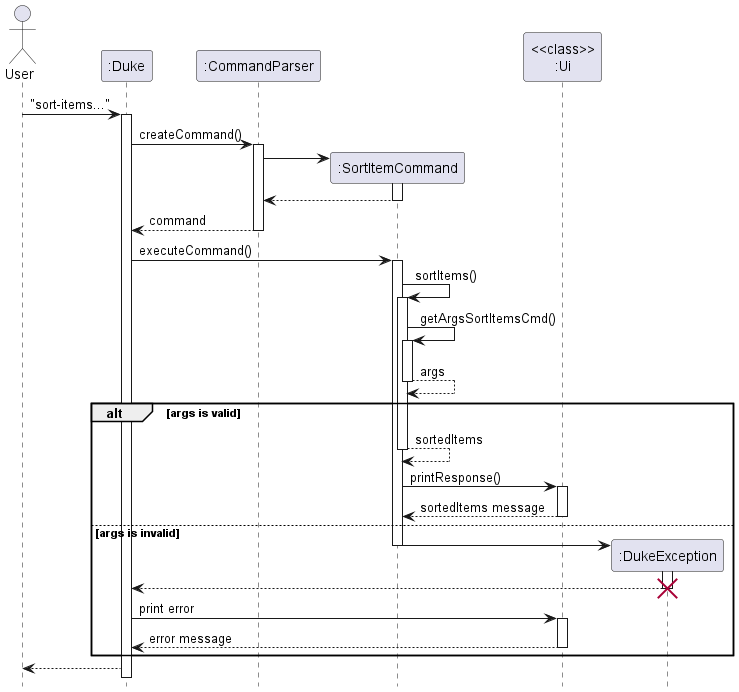 User
:Duke
:CommandParser
<<class>>
:Ui
"sort-items..."
createCommand()
:SortItemCommand
command
executeCommand()
sortItems()
getArgsSortItemsCmd()
args
alt
[args is valid]
sortedItems
printResponse()
sortedItems message
[args is invalid]
:DukeException
print error
error message